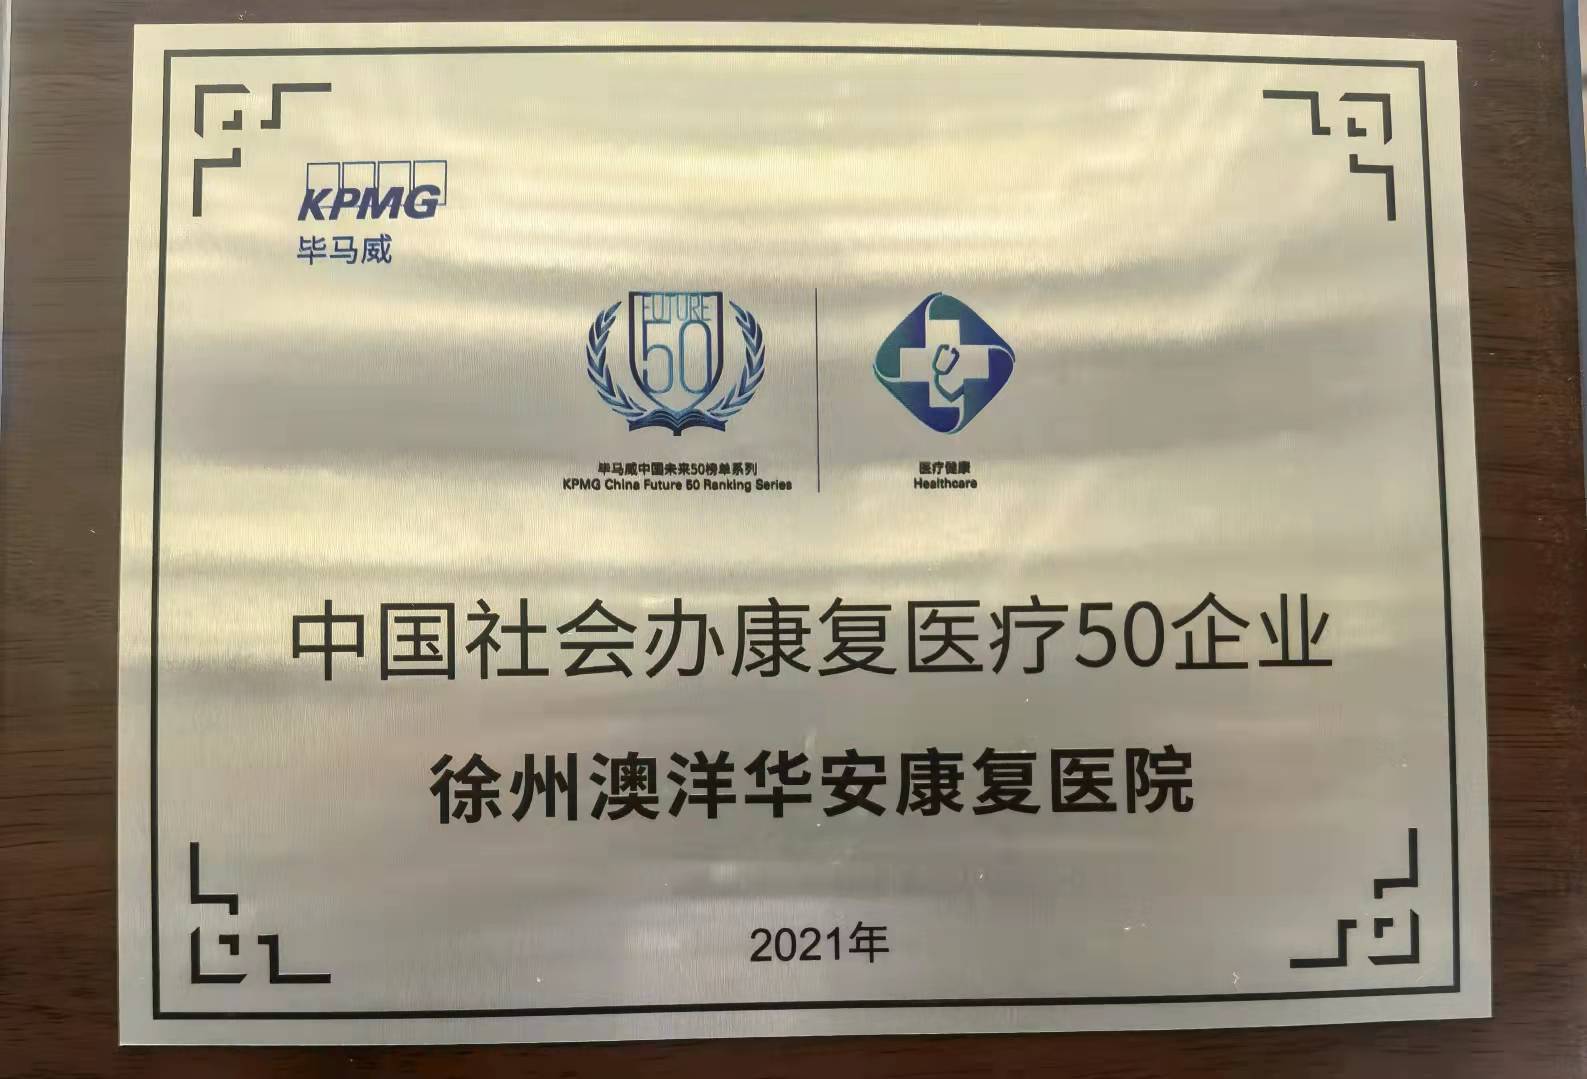 KPMG
毕马威
FUTURE
50
毕马威中国未来50榜单系列
KPMG China Future 50 Ranking Series
医疗健康
Healthcare
中国社会办康复医疗50企业
徐州澳洋华安康复医院
2021年